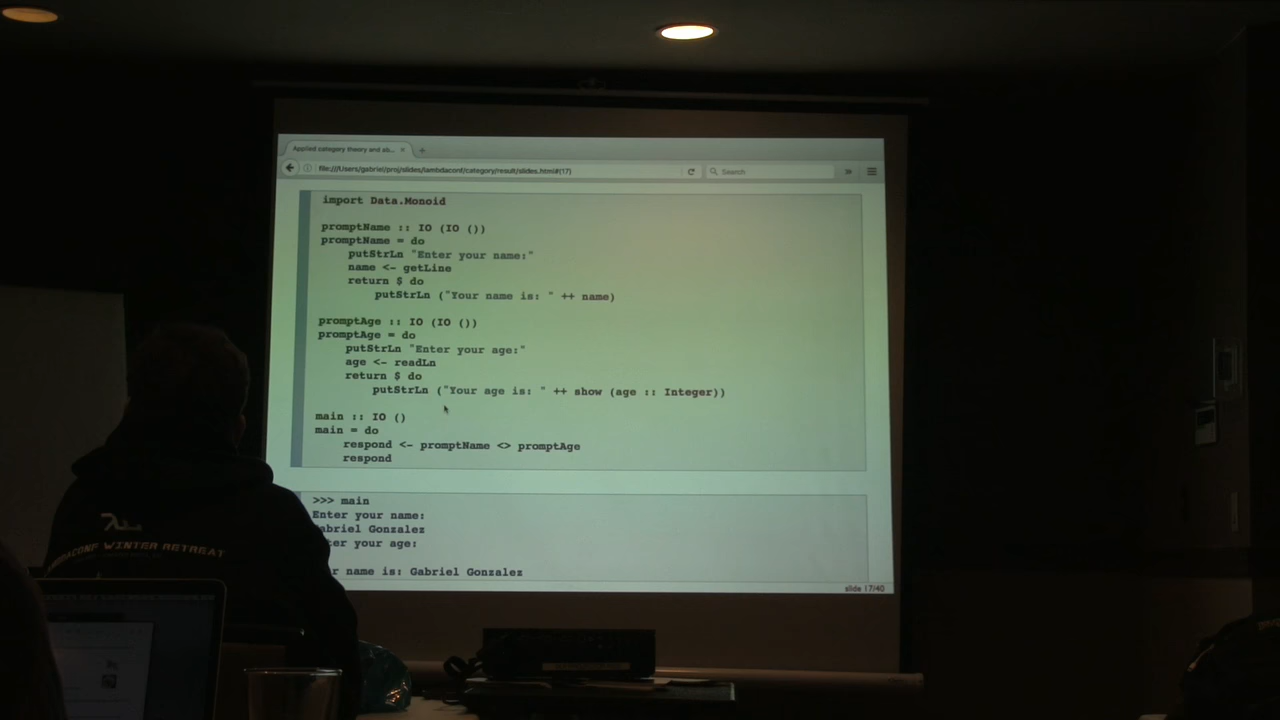 Applied category theory and ab...
file:///Users/gabriel/proj/slides/lambdaconf/category/result/slides.html#(17)
Search
import Data.Monoid
promptName :: IO (IO ())
promptName = do
putStrLn "Enter your name:"
name <- getLine
return $ do
putStrLn ("Your name is: " ++ name)
promptAge :: IO (IO ())
promptAge = do
putStrLn "Enter your age:"
age <- readLn
return $ do
putStrLn ("Your age is: " ++ show (age :: Integer))
main :: IO ()
main = do
respond <- promptName <> promptAge
respond
>>> main
Enter your name:
abriel Gonzalez
ter your age:
r name is: Gabriel Gonzalez
slide 17/40
WINTER RETREAT